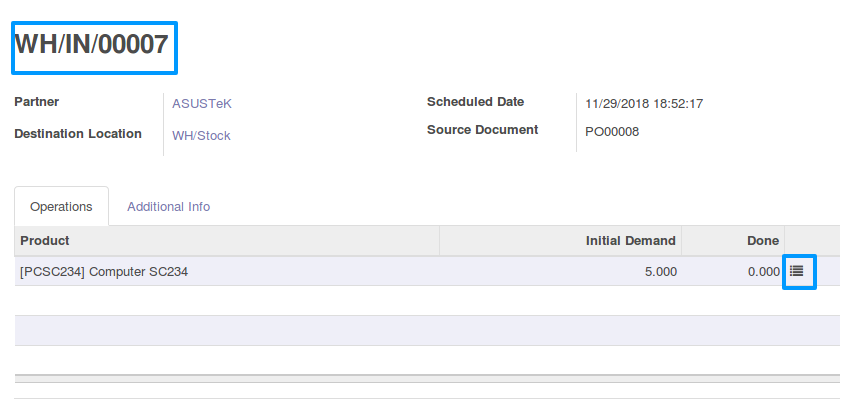 WH/IN/00007
Partner ASUSTeK Scheduled Date 11/29/2018 18:52:17
Destination Location WH/Stock Source Document PO00008
Operations Additional Info
Product Initial Demand Done
[PCSC234] Computer SC234 5.000 0.000